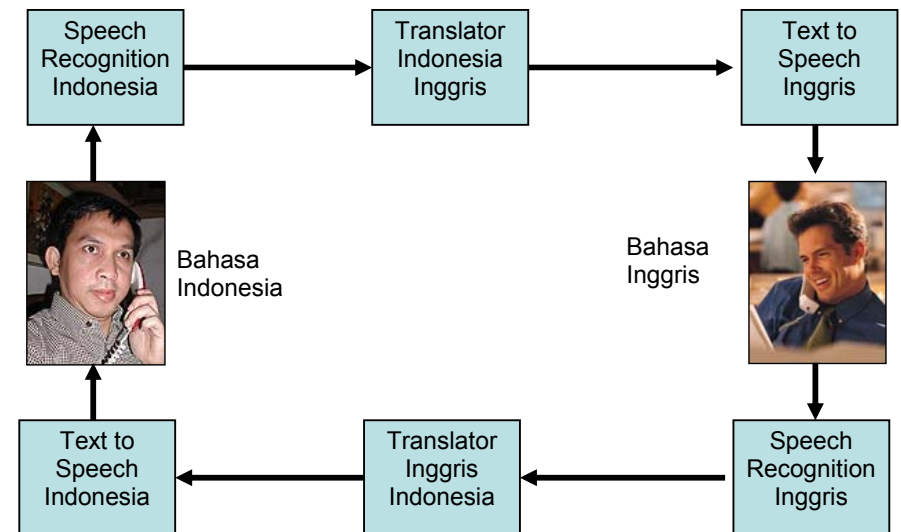 Speech
Recognition
Indonesia
Translator
Indonesia
Inggris
Text to
Speech
Inggris
Bahasa
Indonesia
Bahasa
Inggris
Text to
Speech
Indonesia
Translator
Inggris
Indonesia
Speech
Recognition
Inggris